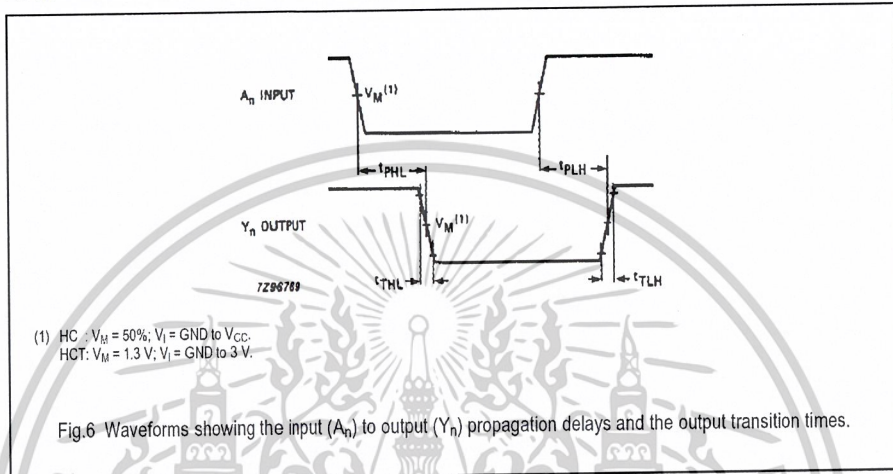 Aₙ INPUT
V_M(1)
t_PHL
t_PLH
Yₙ OUTPUT
V_M(1)
t_THL
t_TLH
7Z96769
(1) HC : V_M = 50%; V_I = GND to V_CC.
HCT: V_M = 1.3 V; V_I = GND to 3 V.
Fig.6 Waveforms showing the input (Aₙ) to output (Yₙ) propagation delays and the output transition times.